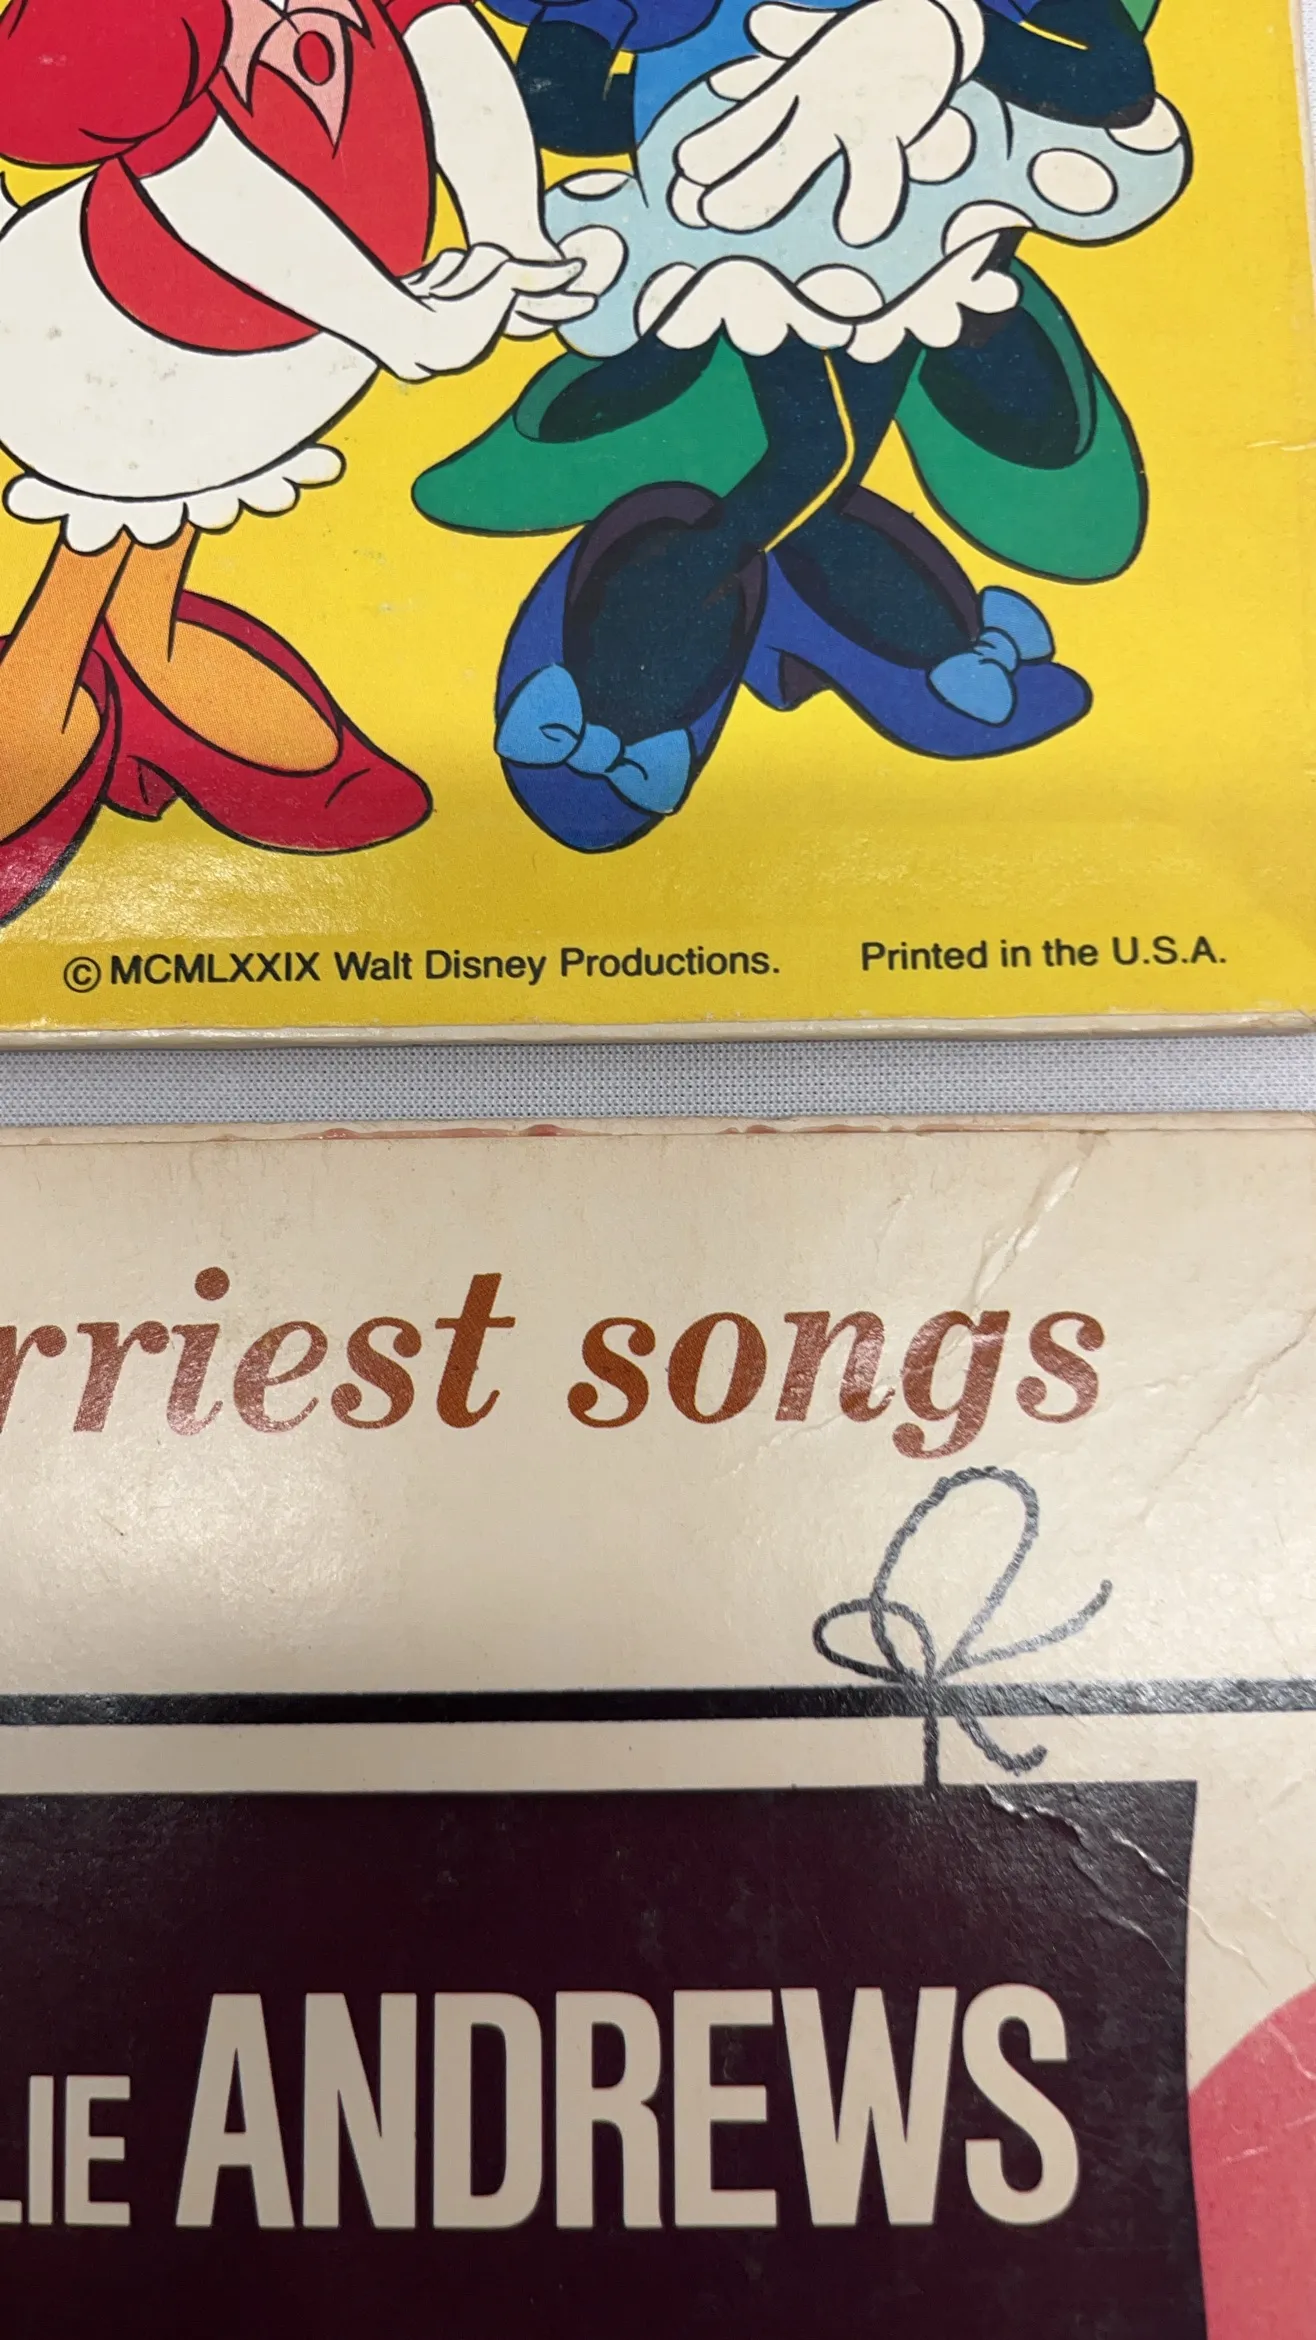 © MCMLXXIX Walt Disney Productions. Printed in the U.S.A.
rriest songs
LIE ANDREWS